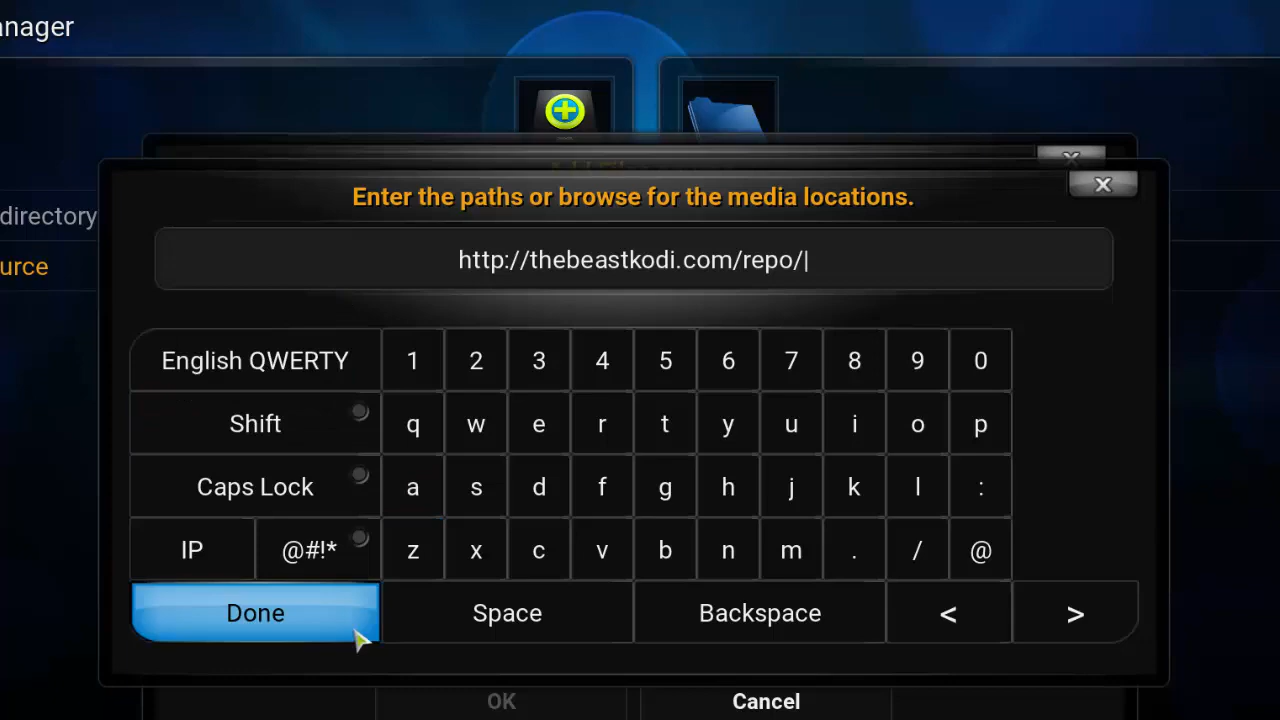 anager
directory
urce
Enter the paths or browse for the media locations.
http://thebeastkodi.com/repo/
English QWERTY 1 2 3 4 5 6 7 8 9 0
Shift q w e r t y u i o p
Caps Lock a s d f g h j k l :
IP @#!* z x c v b n m . / @
Done Space Backspace < >
OK Cancel